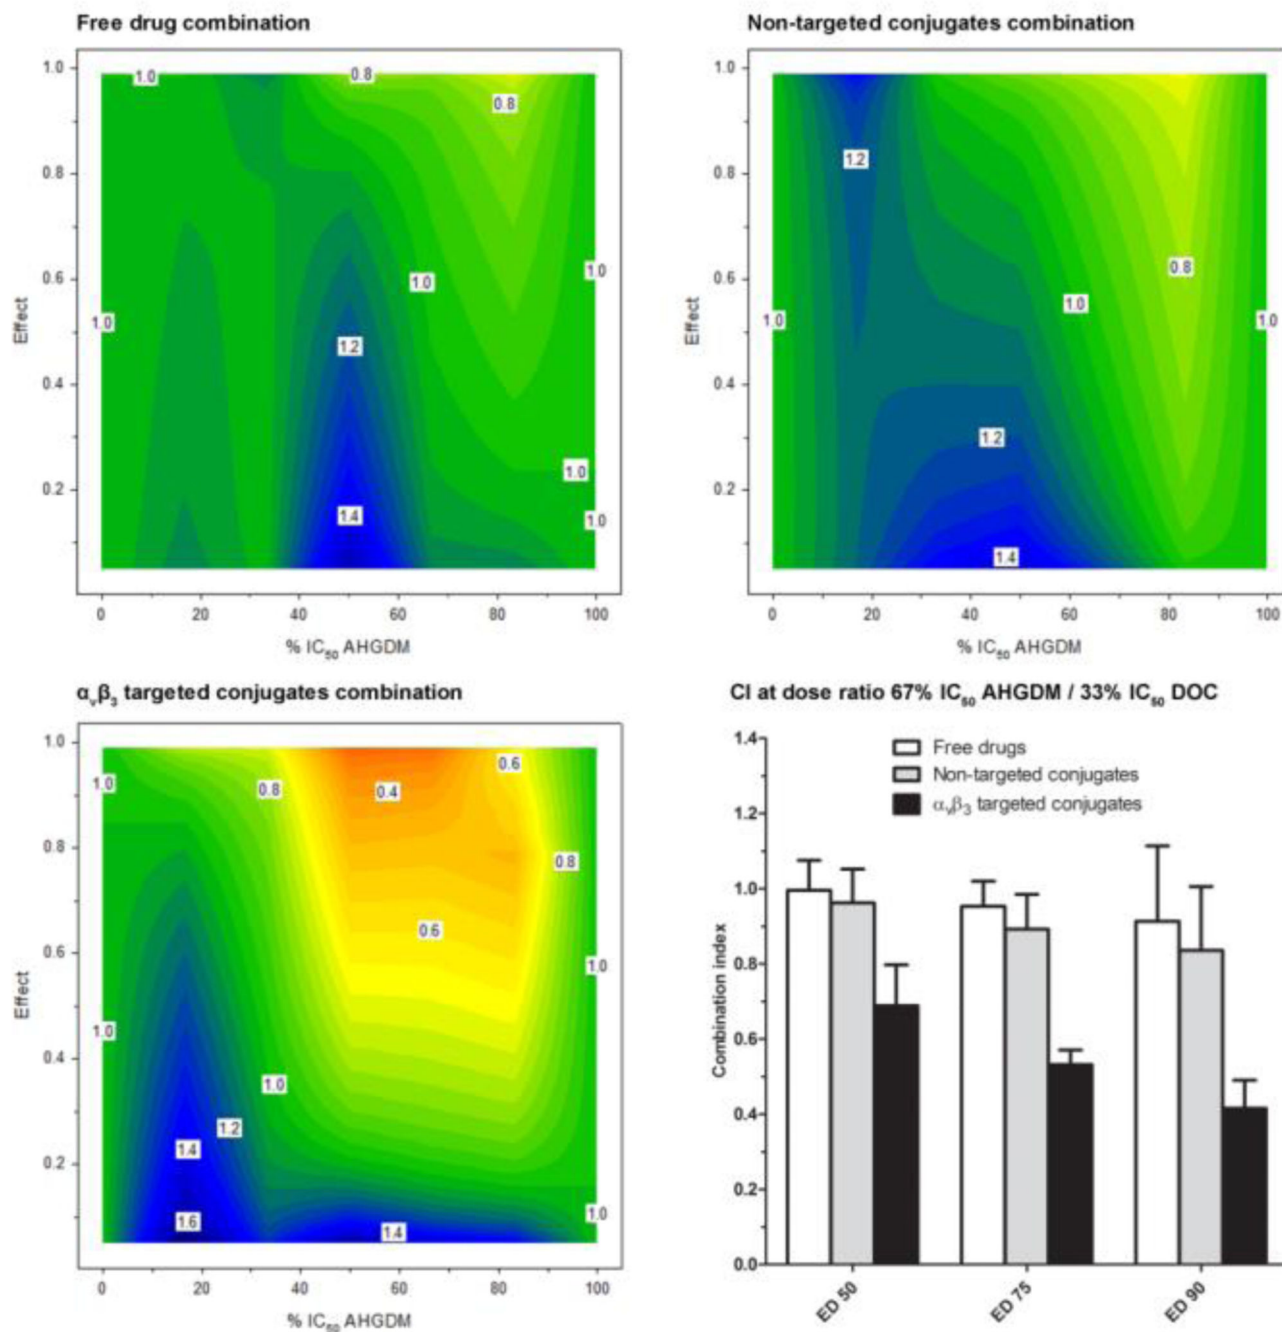 Free drug combination
1.0
0.8
0.6
0.4
0.2
Effect
1.0
0.8
0.8
1.0
1.0
1.0
1.2
1.0
1.4
1.0
0 20 40 60 80 100
% IC₅₀ AHGDM
Non-targeted conjugates combination
1.0
0.8
0.6
0.4
0.2
Effect
1.2
0.8
1.0
1.0
1.0
1.2
1.4
0 20 40 60 80 100
% IC₅₀ AHGDM
αᵥβ₃ targeted conjugates combination
1.0
0.8
0.6
0.4
0.2
Effect
0.6
1.0
0.8
0.4
0.8
0.6
1.0
1.0
1.0
1.2
1.4
1.6
1.4
1.0
0 20 40 60 80 100
% IC₅₀ AHGDM
CI at dose ratio 67% IC₅₀ AHGDM / 33% IC₅₀ DOC
1.4
1.2
1.0
0.8
0.6
0.4
0.2
0.0
Combination index
Free drugs
Non-targeted conjugates
αᵥβ₃ targeted conjugates
ED 50
ED 75
ED 90